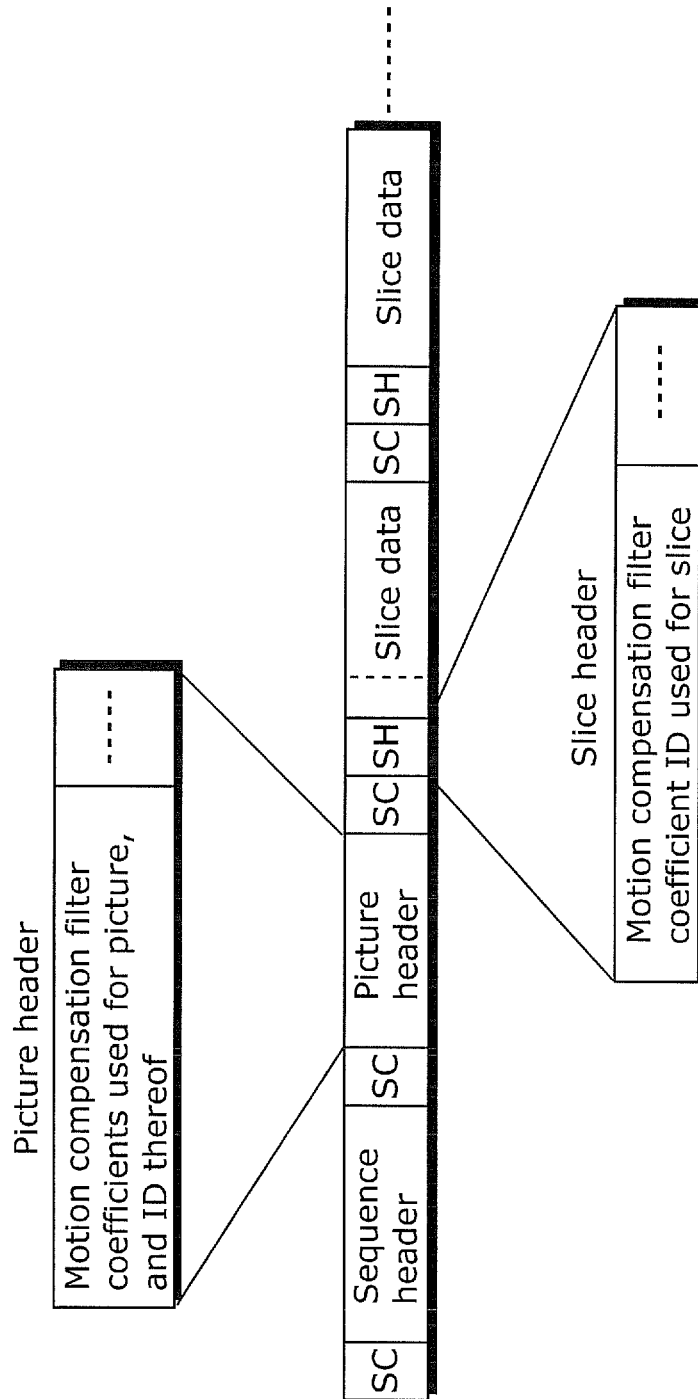 Picture header
Motion compensation filter
coefficients used for picture,
and ID thereof
-----
SC
Sequence
header
SC
Picture
header
SC
SH
Slice data
SC
SH
Slice data
------
Slice header
Motion compensation filter
coefficient ID used for slice
-----